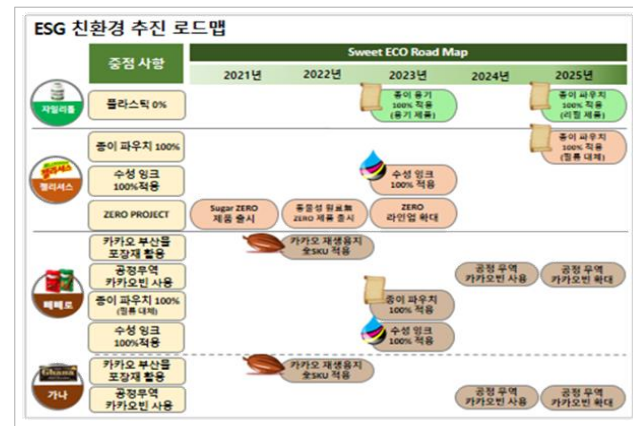 ESG 친환경 추진 로드맵
중점 사항
Sweet ECO Road Map
2021년 2022년 2023년 2024년 2025년
자일리톨
플라스틱 0%
종이 용기
100% 적용
(용기 제품)
종이 파우치
100% 적용
(리필 제품)
젤리셔스
종이 파우치 100%
종이 파우치
100% 적용
(필름 대체)
수성 잉크
100%적용
수성 잉크
100% 적용
ZERO PROJECT
Sugar ZERO
제품 출시
동물성 원료無
ZERO 제품 출시
ZERO
라인업 확대
빼빼로
카카오 부산물
포장재 활용
카카오 재생용지
全SKU 적용
공정무역
카카오빈 사용
공정 무역
카카오빈 사용
공정 무역
카카오빈 확대
종이 파우치 100%
(필름 대체)
종이 파우치
100% 적용
수성 잉크
100%적용
수성 잉크
100% 적용
Ghana
가나
카카오 부산물
포장재 활용
카카오 재생용지
全SKU 적용
공정무역
카카오빈 사용
공정 무역
카카오빈 사용
공정 무역
카카오빈 확대